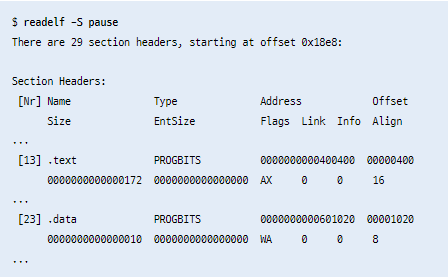 $ readelf -S pause
There are 29 section headers, starting at offset 0x18e8:
Section Headers:
[Nr] Name Type Address Offset
Size EntSize Flags Link Info Align
...
[13] .text PROGBITS 0000000000400400 00000400
0000000000000172 0000000000000000 AX 0 0 16
...
[23] .data PROGBITS 0000000000601020 00001020
0000000000000010 0000000000000000 WA 0 0 8
...